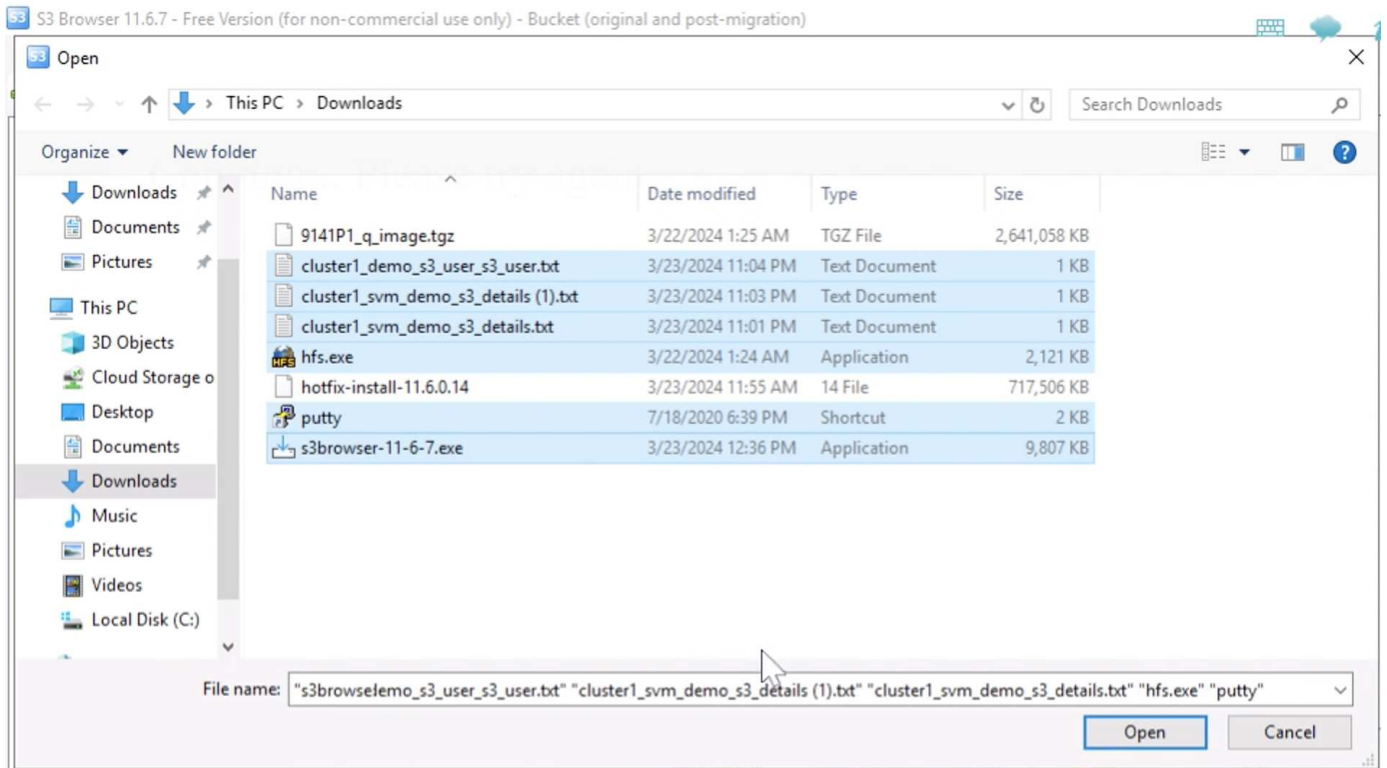 S3 Browser 11.6.7 - Free Version (for non-commercial use only) - Bucket (original and post-migration)
Open
This PC > Downloads
Search Downloads
Organize
New folder
Name
Date modified
Type
Size
Downloads
Documents
Pictures
This PC
3D Objects
Cloud Storage o
Desktop
Documents
Downloads
Music
Pictures
Videos
Local Disk (C:)
9141P1_q_image.tgz 3/22/2024 1:25 AM TGZ File 2,641,058 KB
cluster1_demo_s3_user_s3_user.txt 3/23/2024 11:04 PM Text Document 1 KB
cluster1_svm_demo_s3_details (1).txt 3/23/2024 11:03 PM Text Document 1 KB
cluster1_svm_demo_s3_details.txt 3/23/2024 11:01 PM Text Document 1 KB
hfs.exe 3/22/2024 1:24 AM Application 2,121 KB
hotfix-install-11.6.0.14 3/23/2024 11:55 AM 14 File 717,506 KB
putty 7/18/2020 6:39 PM Shortcut 2 KB
s3browser-11-6-7.exe 3/23/2024 12:36 PM Application 9,807 KB
File name: "s3browselemo_s3_user_s3_user.txt" "cluster1_svm_demo_s3_details (1).txt" "cluster1_svm_demo_s3_details.txt" "hfs.exe" "putty"
Open
Cancel